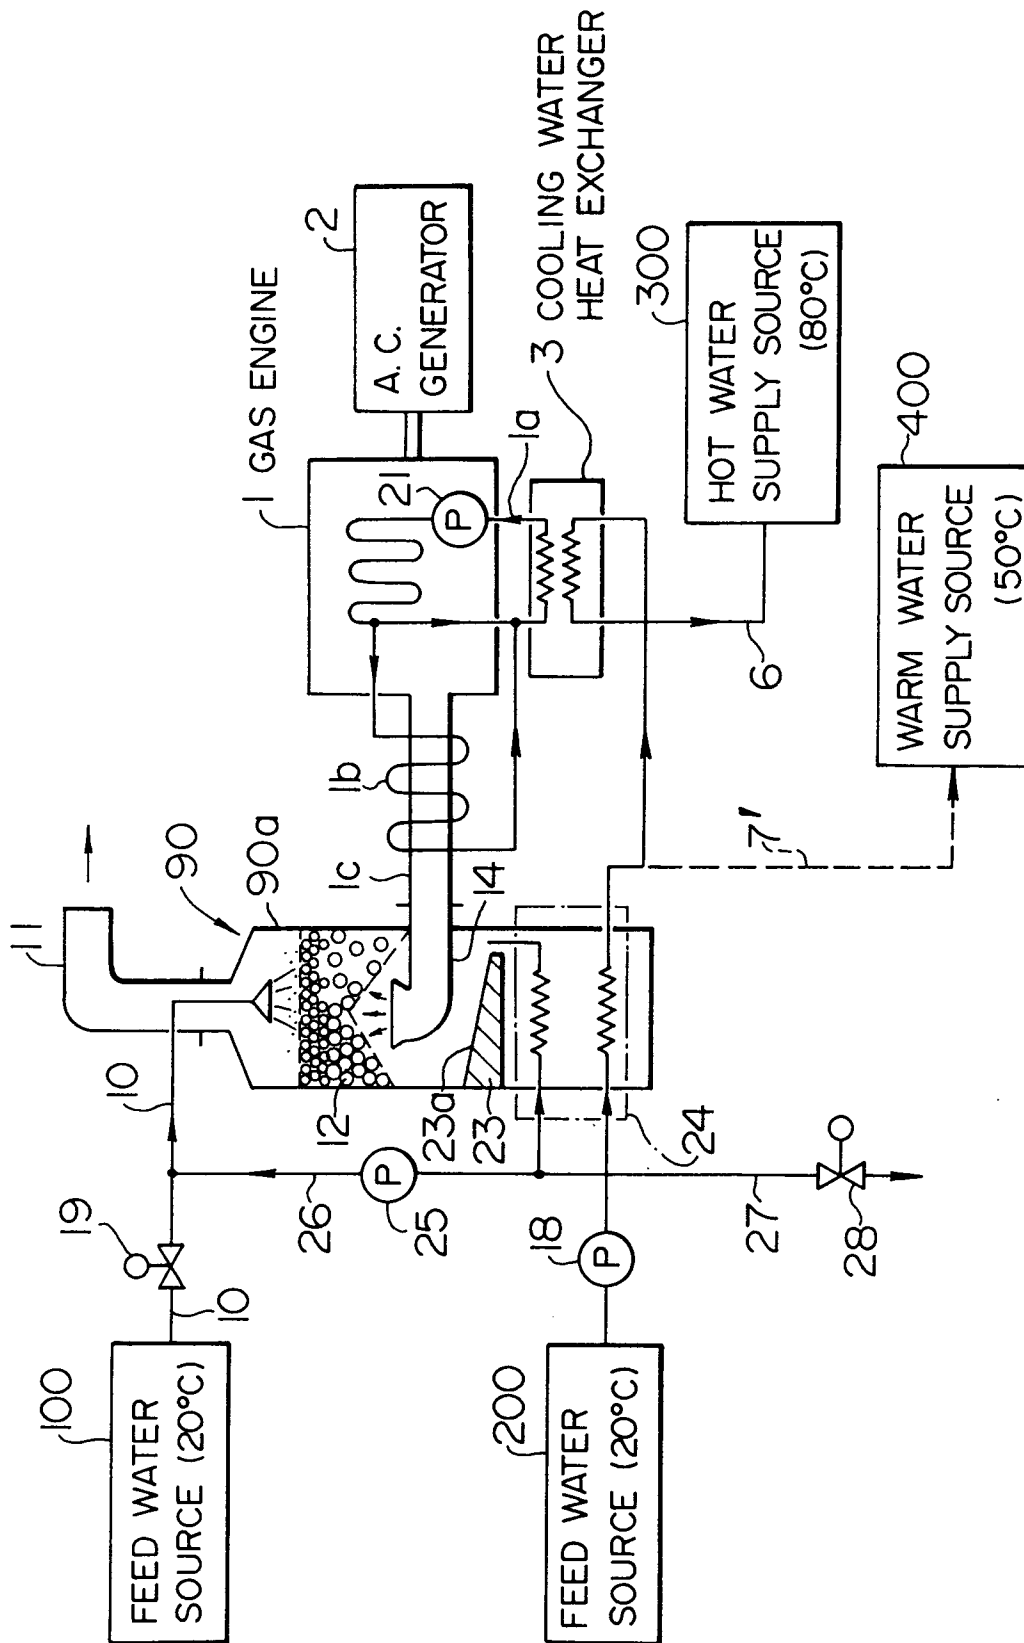 11
90
90a
1 GAS ENGINE
2
A. C.
GENERATOR
21
P
1a
3 COOLING WATER
HEAT EXCHANGER
1b
1c
14
10
12
23a
23
24
300
HOT WATER
SUPPLY SOURCE
(80°C)
6
400
WARM WATER
SUPPLY SOURCE
(50°C)
7'
19
10
26
P
25
18
P
27
28
100
FEED WATER
SOURCE (20°C)
200
FEED WATER
SOURCE (20°C)